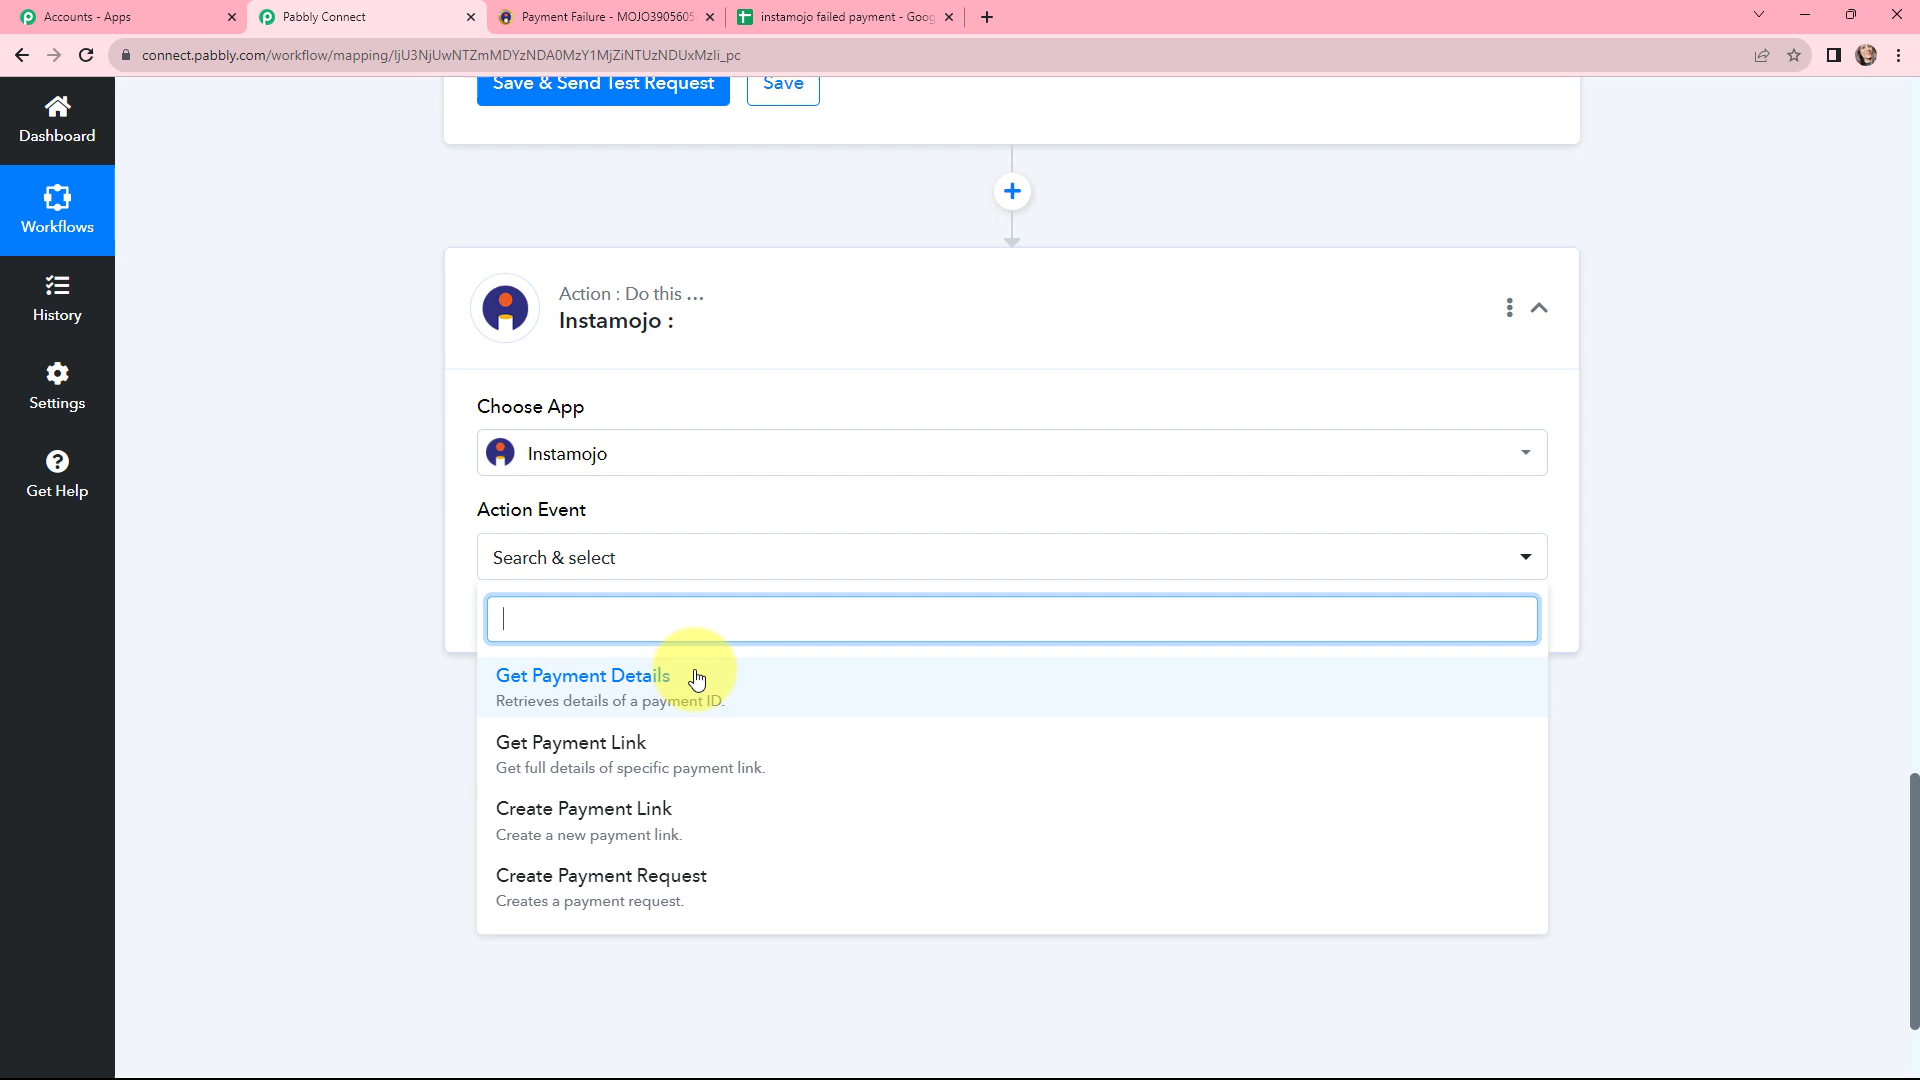 Accounts - Apps
Pabbly Connect
Payment Failure - MOJO3905605
instamojo failed payment - Goog
connect.pabbly.com/workflow/mapping/IjU3NjUwNTZmMDYzNDA0MzY1MjZiNTUzNDUxMzIi_pc
Save & Send Test Request
Save
Dashboard
Workflows
History
Settings
Get Help
Action : Do this ...
Instamojo :
Choose App
Instamojo
Action Event
Search & select
Get Payment Details
Retrieves details of a payment ID.
Get Payment Link
Get full details of specific payment link.
Create Payment Link
Create a new payment link.
Create Payment Request
Creates a payment request.